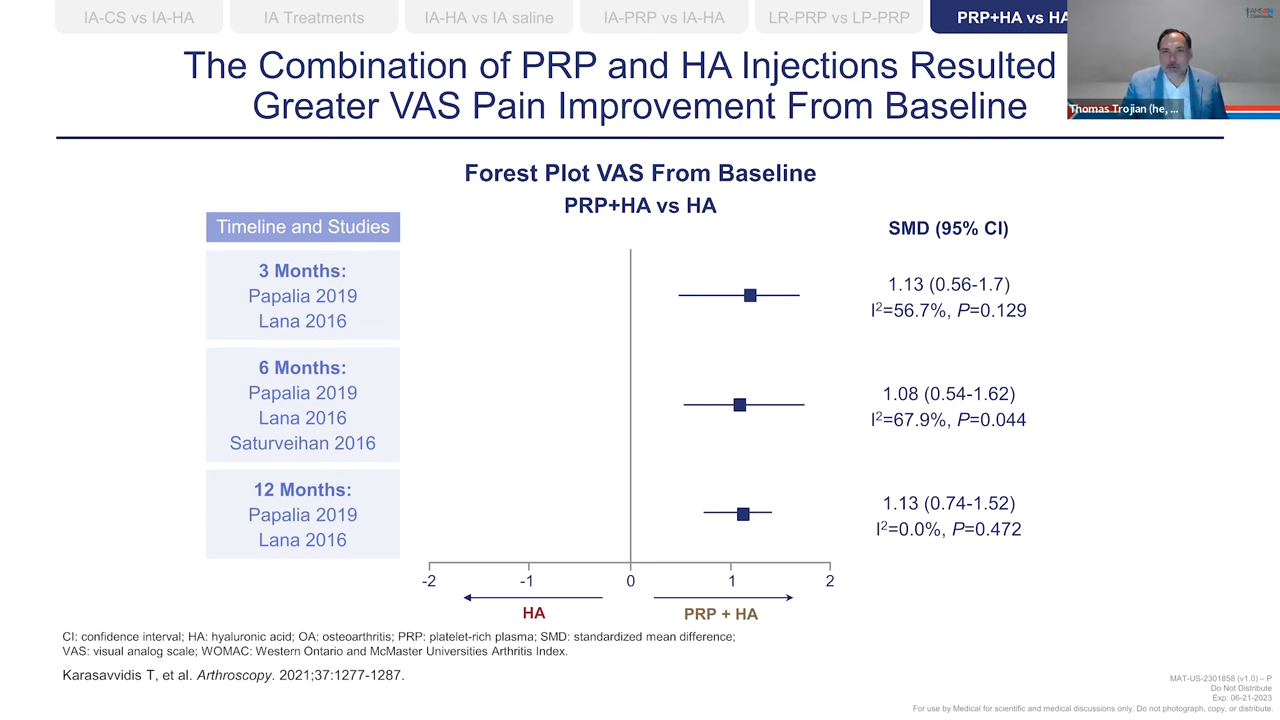 IA-CS vs IA-HA
IA Treatments
IA-HA vs IA saline
IA-PRP vs IA-HA
LR-PRP vs LP-PRP
PRP+HA vs HA
The Combination of PRP and HA Injections Resulted
Greater VAS Pain Improvement From Baseline
Thomas Trojian (he, ...
Forest Plot VAS From Baseline
PRP+HA vs HA
Timeline and Studies
SMD (95% CI)
3 Months:
Papalia 2019
Lana 2016
1.13 (0.56-1.7)
I²=56.7%, P=0.129
6 Months:
Papalia 2019
Lana 2016
Saturveihan 2016
1.08 (0.54-1.62)
I²=67.9%, P=0.044
12 Months:
Papalia 2019
Lana 2016
1.13 (0.74-1.52)
I²=0.0%, P=0.472
-2 -1 0 1 2
HA
PRP + HA
CI: confidence interval; HA: hyaluronic acid; OA: osteoarthritis; PRP: platelet-rich plasma; SMD: standardized mean difference;
VAS: visual analog scale; WOMAC: Western Ontario and McMaster Universities Arthritis Index.
Karasavvidis T, et al. Arthroscopy. 2021;37:1277-1287.
MAT-US-2301858 (v1.0) – P
Do Not Distribute
Exp: 06-21-2023
For use by Medical for scientific and medical discussions only. Do not photograph, copy, or distribute.